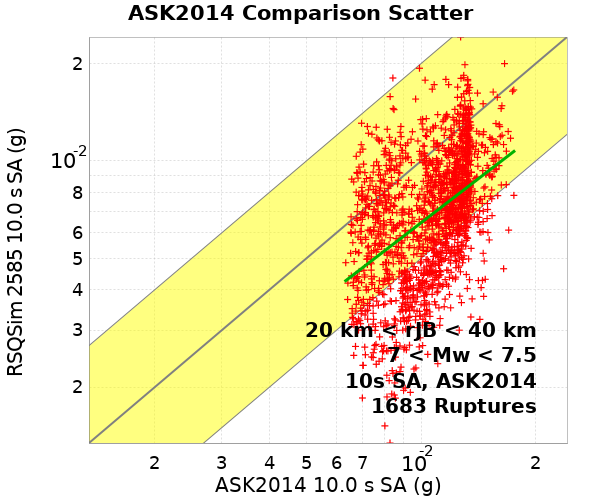 ASK2014 Comparison Scatter
RSQSim 2585 10.0 s SA (g)
2
10-2
8
6
5
4
3
2
20 km < rJB < 40 km
7 < Mw < 7.5
10s SA, ASK2014
1683 Ruptures
2 3 4 5 6 7 10-2 2
ASK2014 10.0 s SA (g)